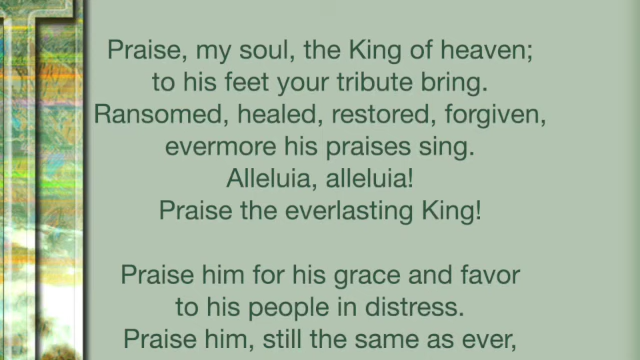 Praise, my soul, the King of heaven;
to his feet your tribute bring.
Ransomed, healed, restored, forgiven,
evermore his praises sing.
Alleluia, alleluia!
Praise the everlasting King!
Praise him for his grace and favor
to his people in distress.
Praise him, still the same as ever,